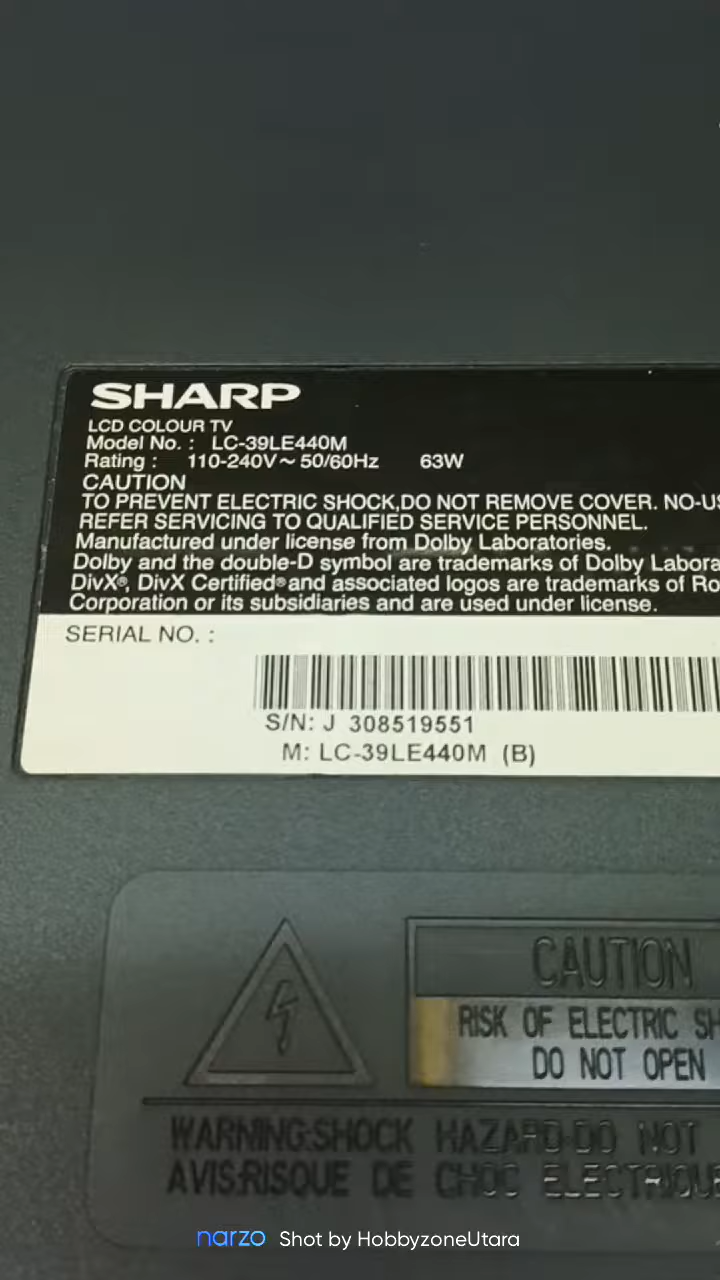 SHARP
LCD COLOUR TV
Model No. : LC-39LE440M
Rating : 110-240V ~ 50/60Hz 63W
CAUTION
TO PREVENT ELECTRIC SHOCK,DO NOT REMOVE COVER.
REFER SERVICING TO QUALIFIED SERVICE PERSONNEL.
Manufactured under license from Dolby Laboratories.
Dolby and the double-D symbol are trademarks of Dolby
DivX®, DivX Certified® and associated logos are trademarks of
Corporation or its subsidiaries and are used under license.
SERIAL NO. :
S/N: J 308519551
M: LC-39LE440M (B)
CAUTION
RISK OF ELECTRIC
DO NOT OPEN
WARNING:SHOCK HAZARD-DO NOT
AVIS:RISQUE DE CHOC
narzo Shot by HobbyzoneUtara